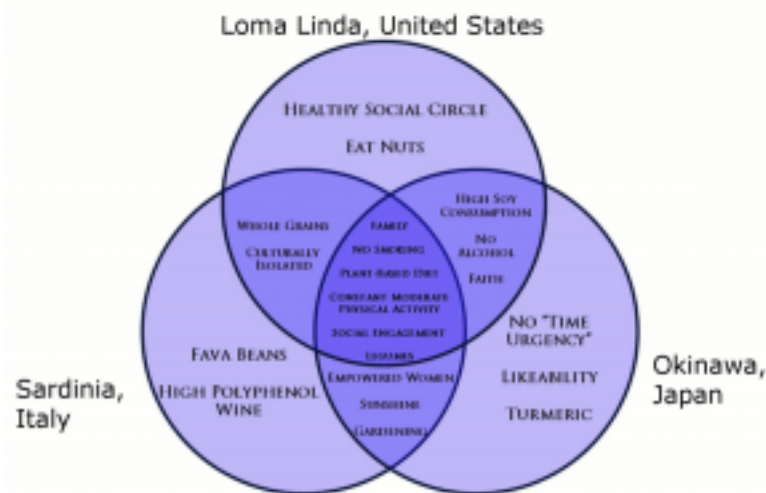 Loma Linda, United States
HEALTHY SOCIAL CIRCLE
EAT NUTS
HIGH SOY
CONSUMPTION
NO
ALCOHOL
FAITH
WHOLE GRAINS
CULTURALLY
ISOLATED
FAMILY
NO SMOKING
PLANT-BASED DIET
CONSTANT MODERATE
PHYSICAL ACTIVITY
SOCIAL ENGAGEMENT
LEGUMES
EMPOWERED WOMEN
SUNSHINE
GARDENING
NO "TIME
URGENCY"
LIKEABILITY
TURMERIC
FAVA BEANS
HIGH POLYPHENOL
WINE
Sardinia,
Italy
Okinawa,
Japan